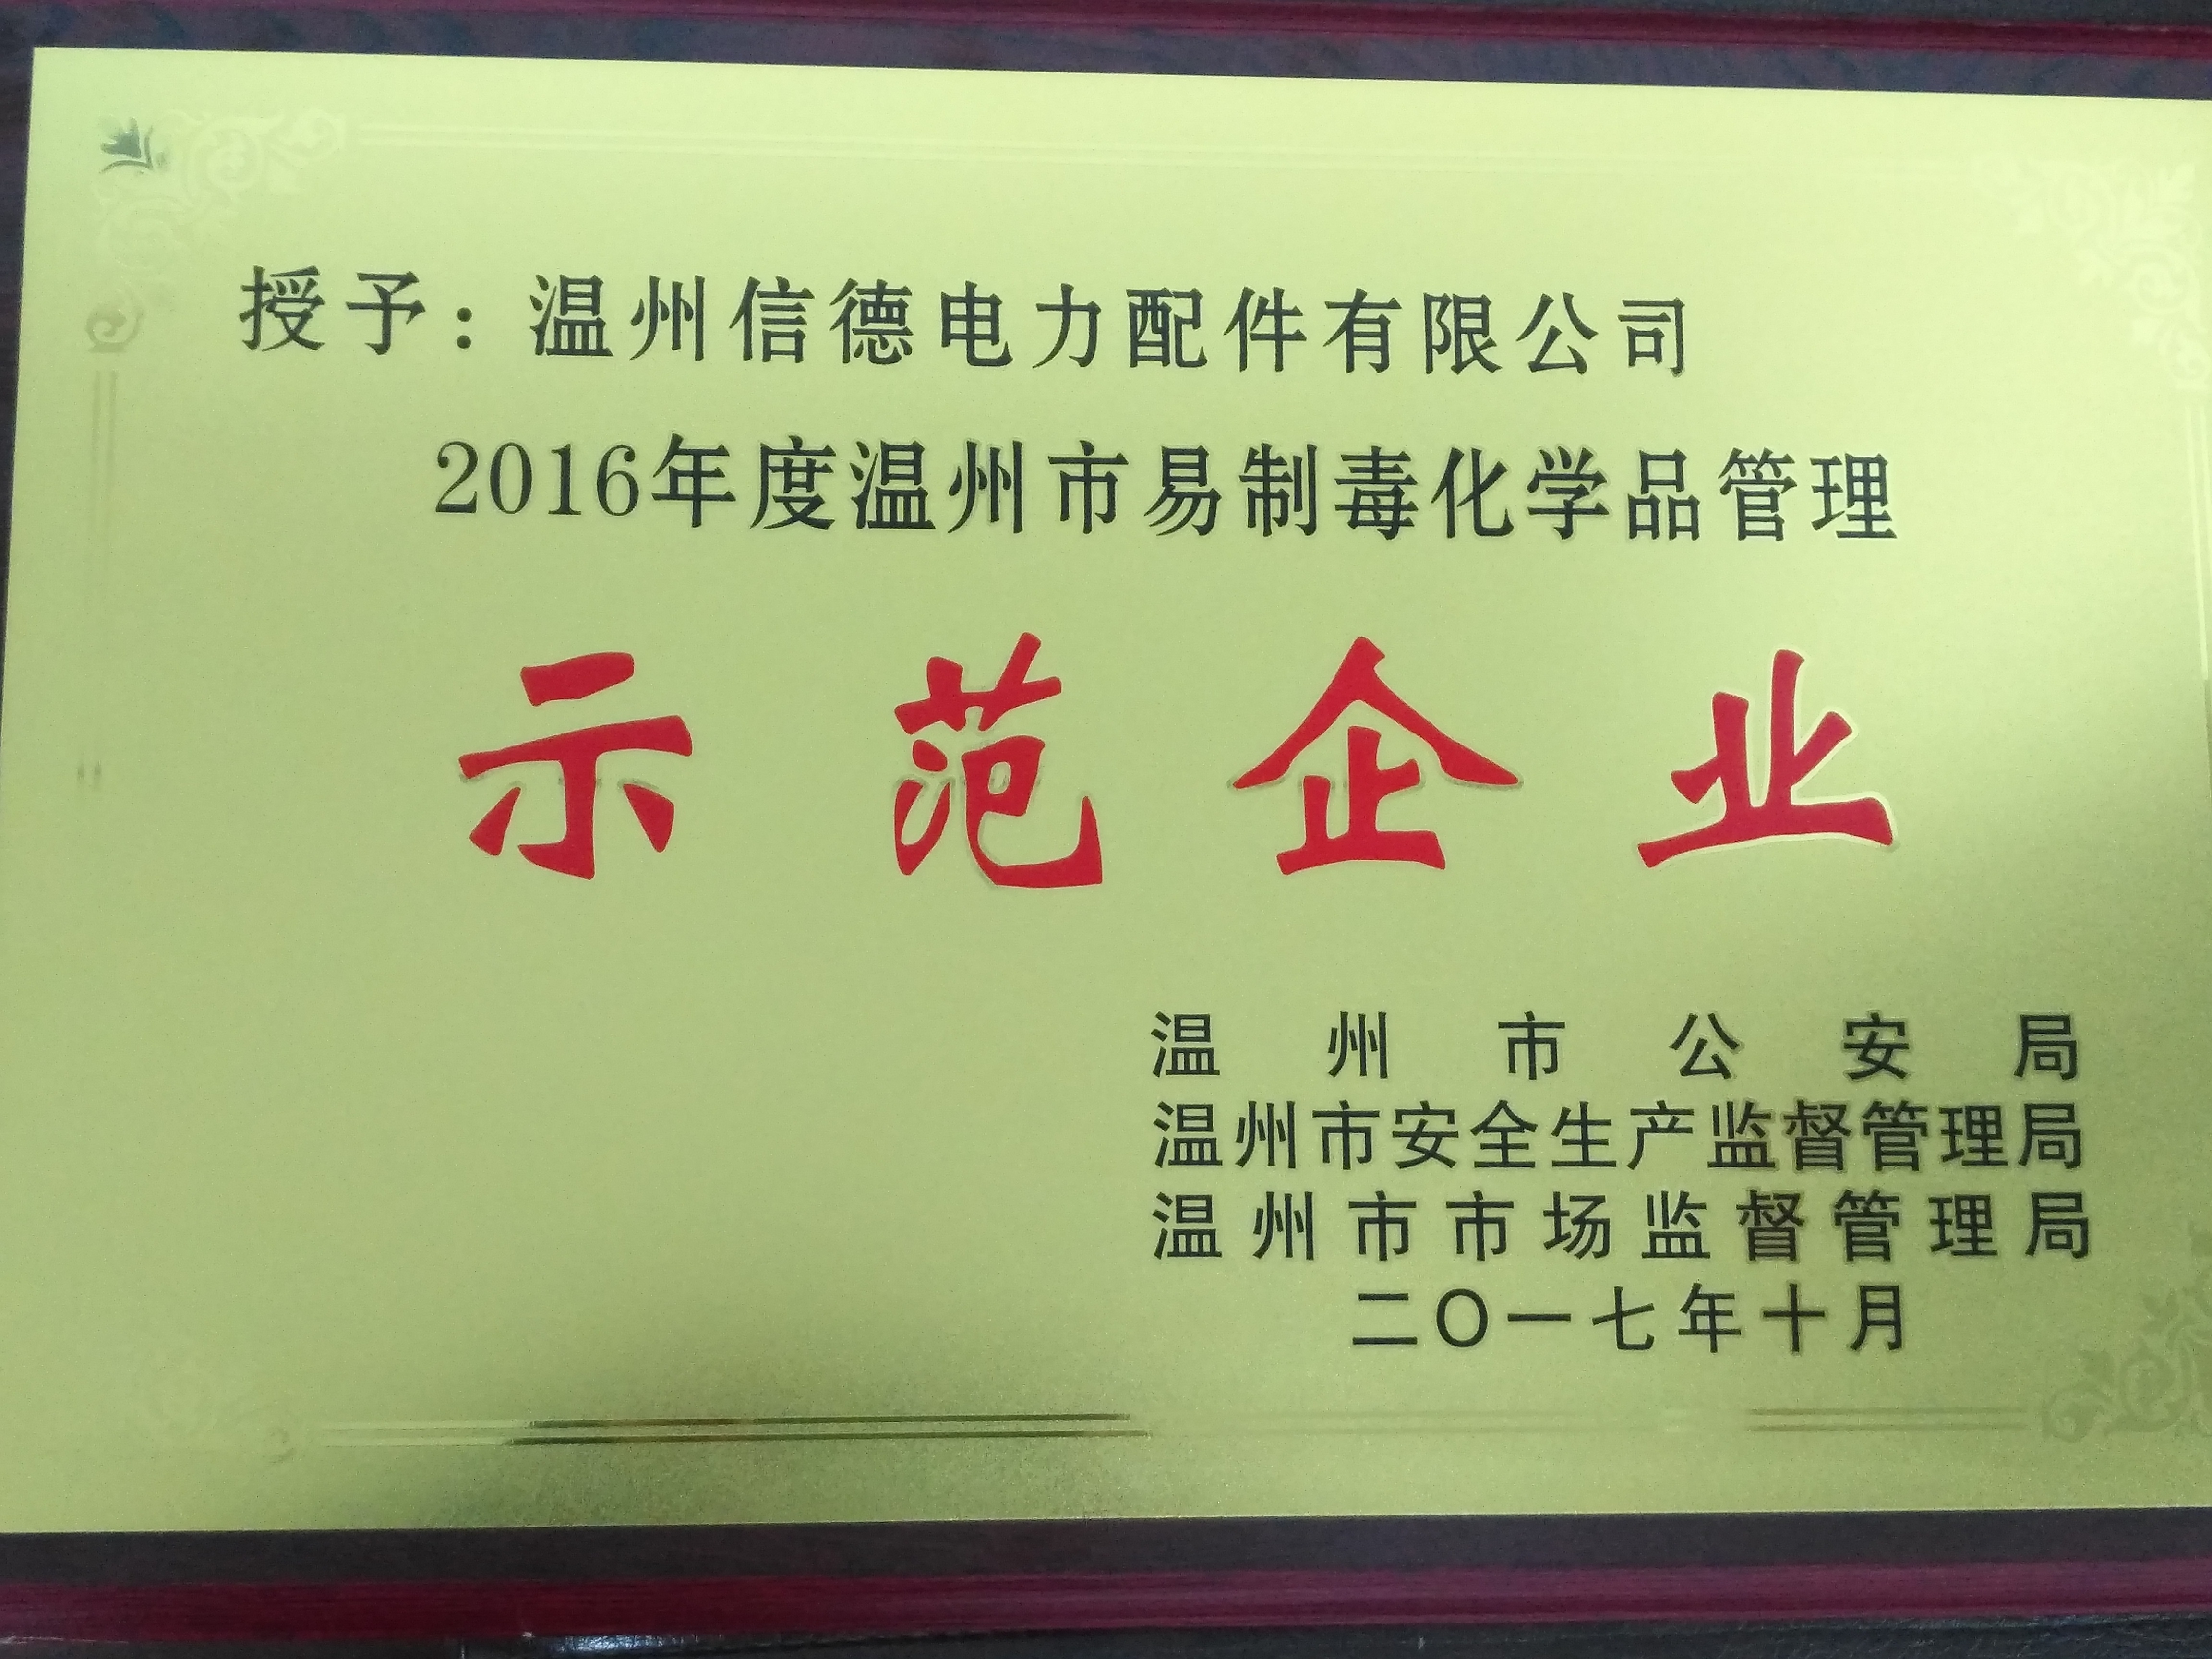 授予：温州信德电力配件有限公司
2016年度温州市易制毒化学品管理
示范企业
温州市公安局
温州市安全生产监督管理局
温州市市场监督管理局
二〇一七年十月